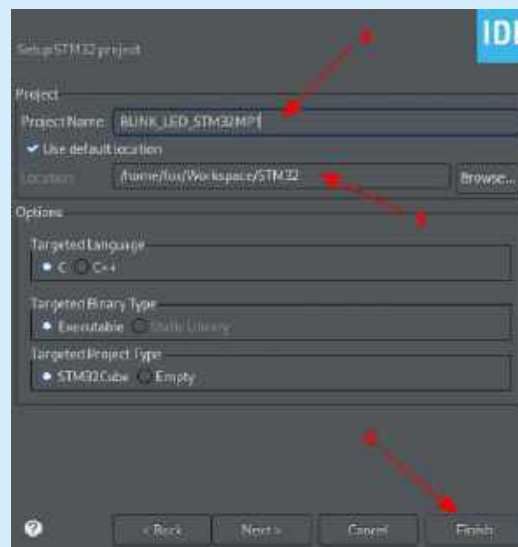 IDE
Setup STM32 project
Project
Project Name: BLINK_LED_STM32MP1
Use default location
Location: /home/fox/Workspace/STM32 Browse...
Options
Targeted Language
C C++
Targeted Binary Type
Executable Static Library
Targeted Project Type
STM32Cube Empty
? < Back Next > Cancel Finish